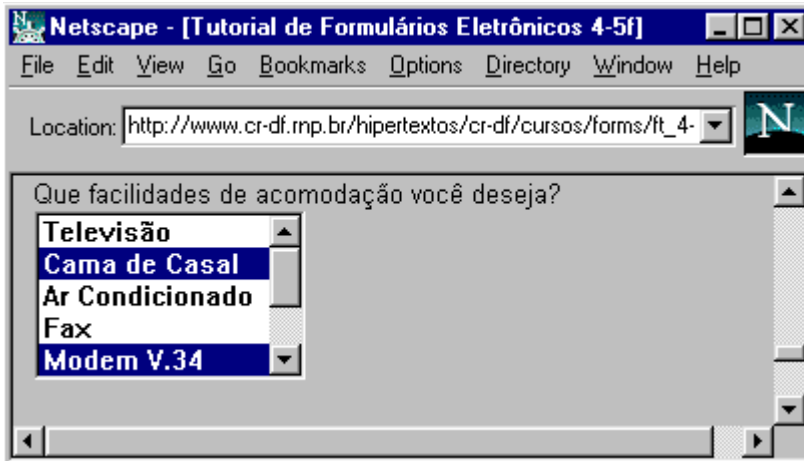 Netscape - [Tutorial de Formulários Eletrônicos 4-5f]
File Edit View Go Bookmarks Options Directory Window Help
Location: http://www.cr-df.rnp.br/hipertextos/cr-df/cursos/forms/ft_4-
N
Que facilidades de acomodação você deseja?
Televisão
Cama de Casal
Ar Condicionado
Fax
Modem V.34